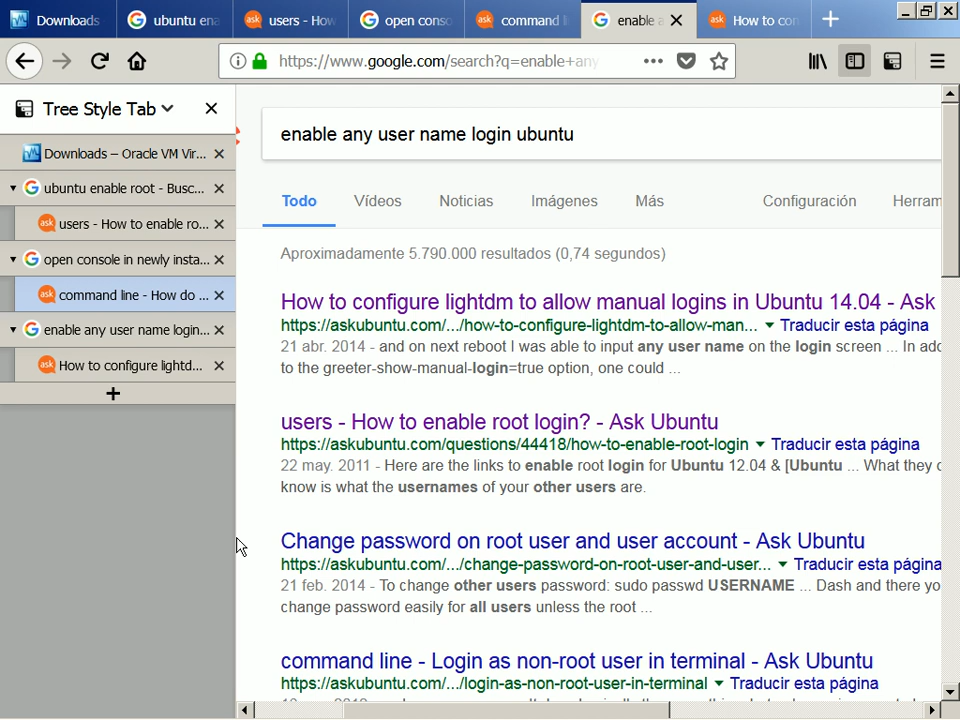 Downloads
ubuntu ena
users - How
open conso
command l
enable a
How to con
https://www.google.com/search?q=enable+any
Tree Style Tab
Downloads – Oracle VM Vir...
ubuntu enable root - Busc...
users - How to enable ro...
open console in newly insta...
command line - How do ...
enable any user name login...
How to configure lightd...
enable any user name login ubuntu
Todo
Vídeos
Noticias
Imágenes
Más
Configuración
Herram
Aproximadamente 5.790.000 resultados (0,74 segundos)
How to configure lightdm to allow manual logins in Ubuntu 14.04 - Ask
https://askubuntu.com/.../how-to-configure-lightdm-to-allow-man... Traducir esta página
21 abr. 2014 - and on next reboot I was able to input any user name on the login screen ... In add
to the greeter-show-manual-login=true option, one could ...
users - How to enable root login? - Ask Ubuntu
https://askubuntu.com/questions/44418/how-to-enable-root-login Traducir esta página
22 may. 2011 - Here are the links to enable root login for Ubuntu 12.04 & [Ubuntu ... What they d
know is what the usernames of your other users are.
Change password on root user and user account - Ask Ubuntu
https://askubuntu.com/.../change-password-on-root-user-and-user... Traducir esta página
21 feb. 2014 - To change other users password: sudo passwd USERNAME ... Dash and there yo
change password easily for all users unless the root ...
command line - Login as non-root user in terminal - Ask Ubuntu
https://askubuntu.com/.../login-as-non-root-user-in-terminal Traducir esta página